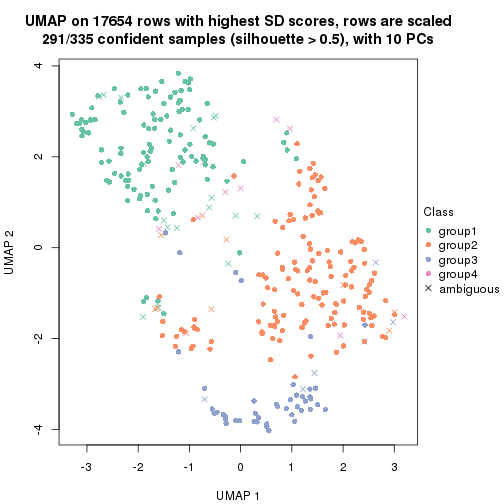 UMAP on 17654 rows with highest SD scores, rows are scaled
291/335 confident samples (silhouette > 0.5), with 10 PCs
4
2
0
-2
-4
UMAP 2
-3 -2 -1 0 1 2 3
UMAP 1
Class
group1
group2
group3
group4
ambiguous